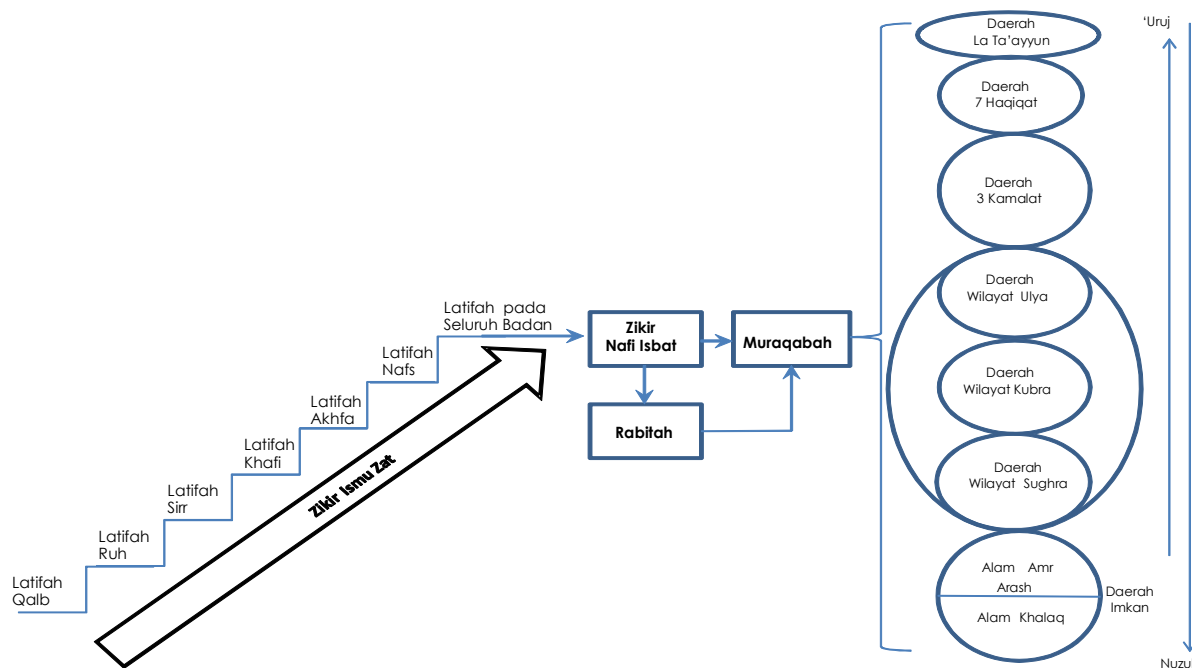 Latifah
Qalb
Latifah
Ruh
Latifah
Sirr
Latifah
Khafi
Latifah
Akhfa
Latifah
Nafs
Latifah pada
Seluruh Badan
Zikir Ismu Zat
Zikir
Nafi Isbat
Rabitah
Muraqabah
Daerah
La Ta’ayyun
Daerah
7 Haqiqat
Daerah
3 Kamalat
Daerah
Wilayat Ulya
Daerah
Wilayat Kubra
Daerah
Wilayat Sughra
Alam Amr
Arash
Alam Khalaq
Daerah
Imkan
‘Uruj
Nuzu